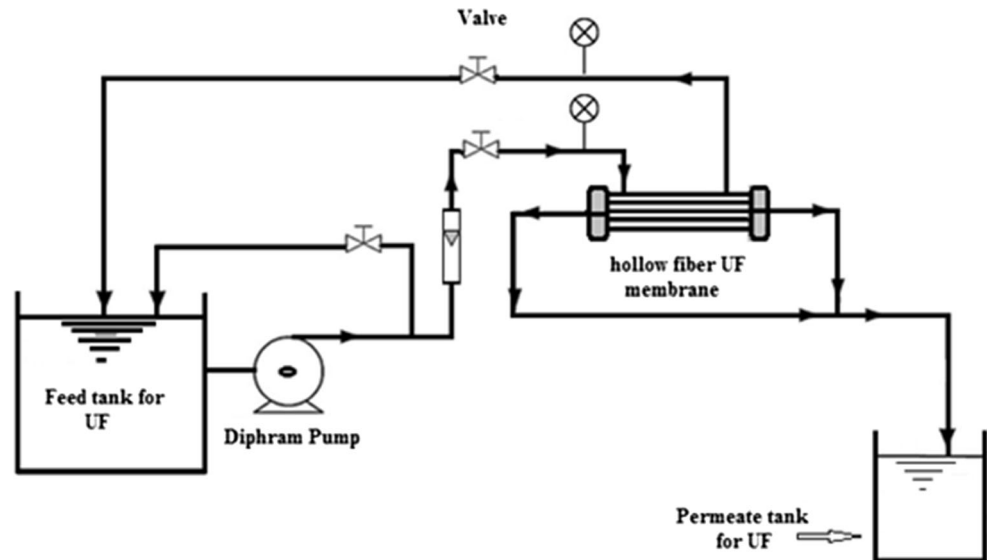 Valve
hollow fiber UF
membrane
Feed tank for
UF
Diphram Pump
Permeate tank
for UF